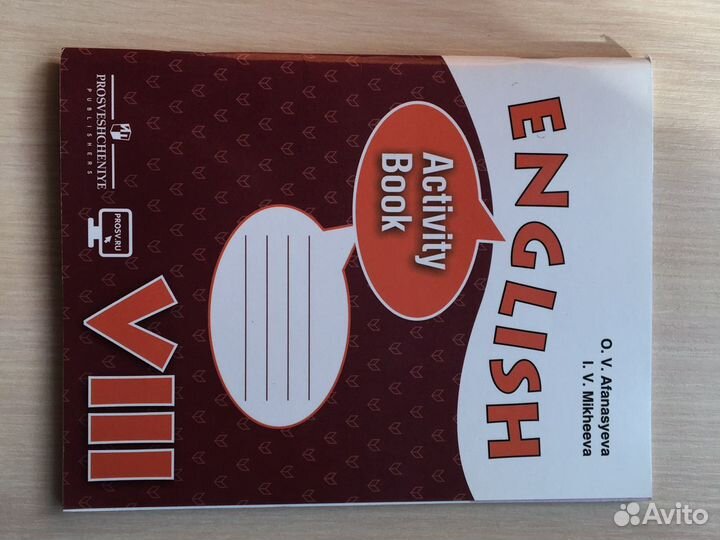 O. V. Afanasyeva
I. V. Mikheeva
ENGLISH
Activity
Book
VIII
PROSV.RU
PROSVESHCHENIYE
PUBLISHERS
Avito